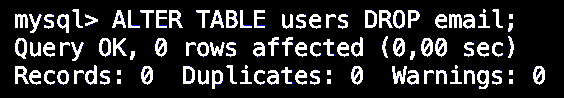 mysql> ALTER TABLE users DROP email;
Query OK, 0 rows affected (0,00 sec)
Records: 0  Duplicates: 0  Warnings: 0